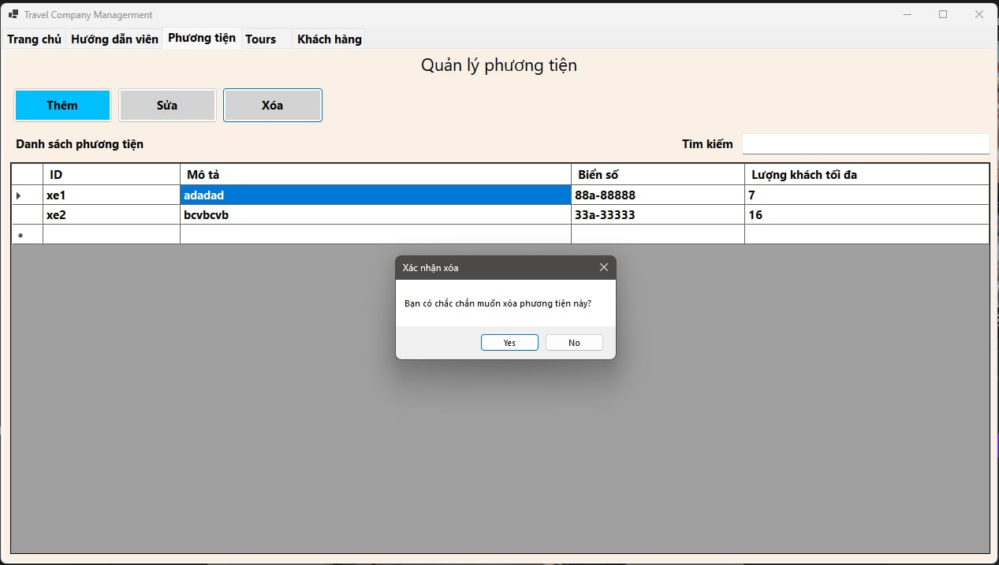 Travel Company Managerment
Trang chủ Hướng dẫn viên Phương tiện Tours Khách hàng
Quản lý phương tiện
Thêm Sửa Xóa
Danh sách phương tiện Tìm kiếm
ID Mô tả Biển số Lượng khách tối đa
xe1 adadad 88a-88888 7
xe2 bcvbcvb 33a-33333 16
Xác nhận xóa
Bạn có chắc chắn muốn xóa phương tiện này?
Yes No